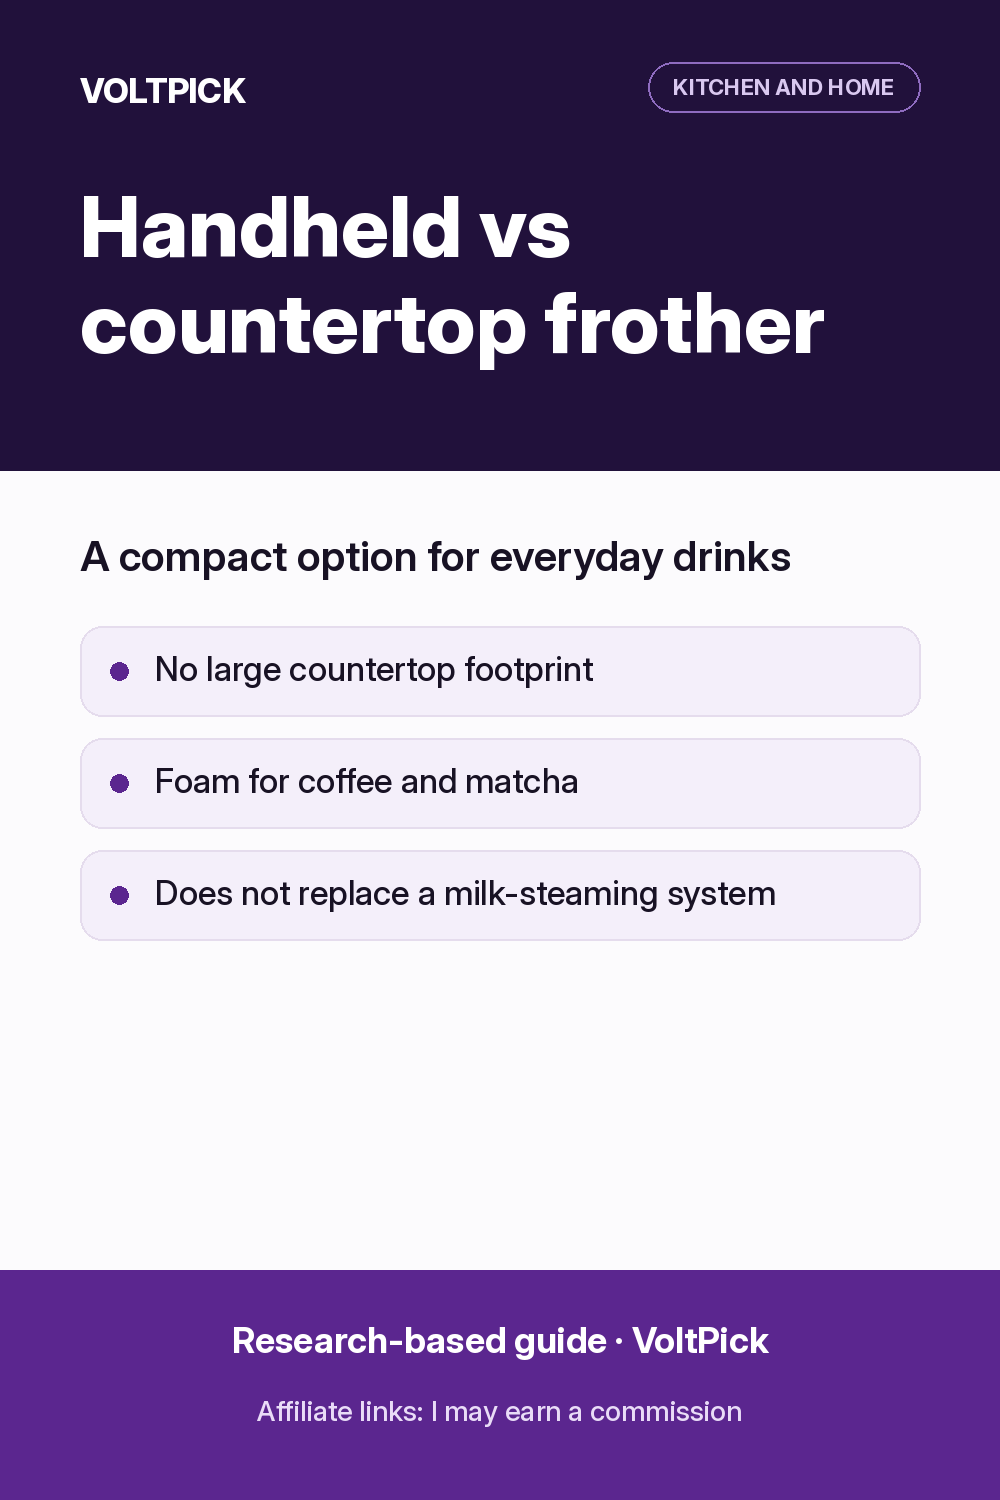 VOLTPICK
KITCHEN AND HOME
Handheld vs
countertop frother
A compact option for everyday drinks
No large countertop footprint
Foam for coffee and matcha
Does not replace a milk-steaming system
Research-based guide · VoltPick
Affiliate links: I may earn a commission